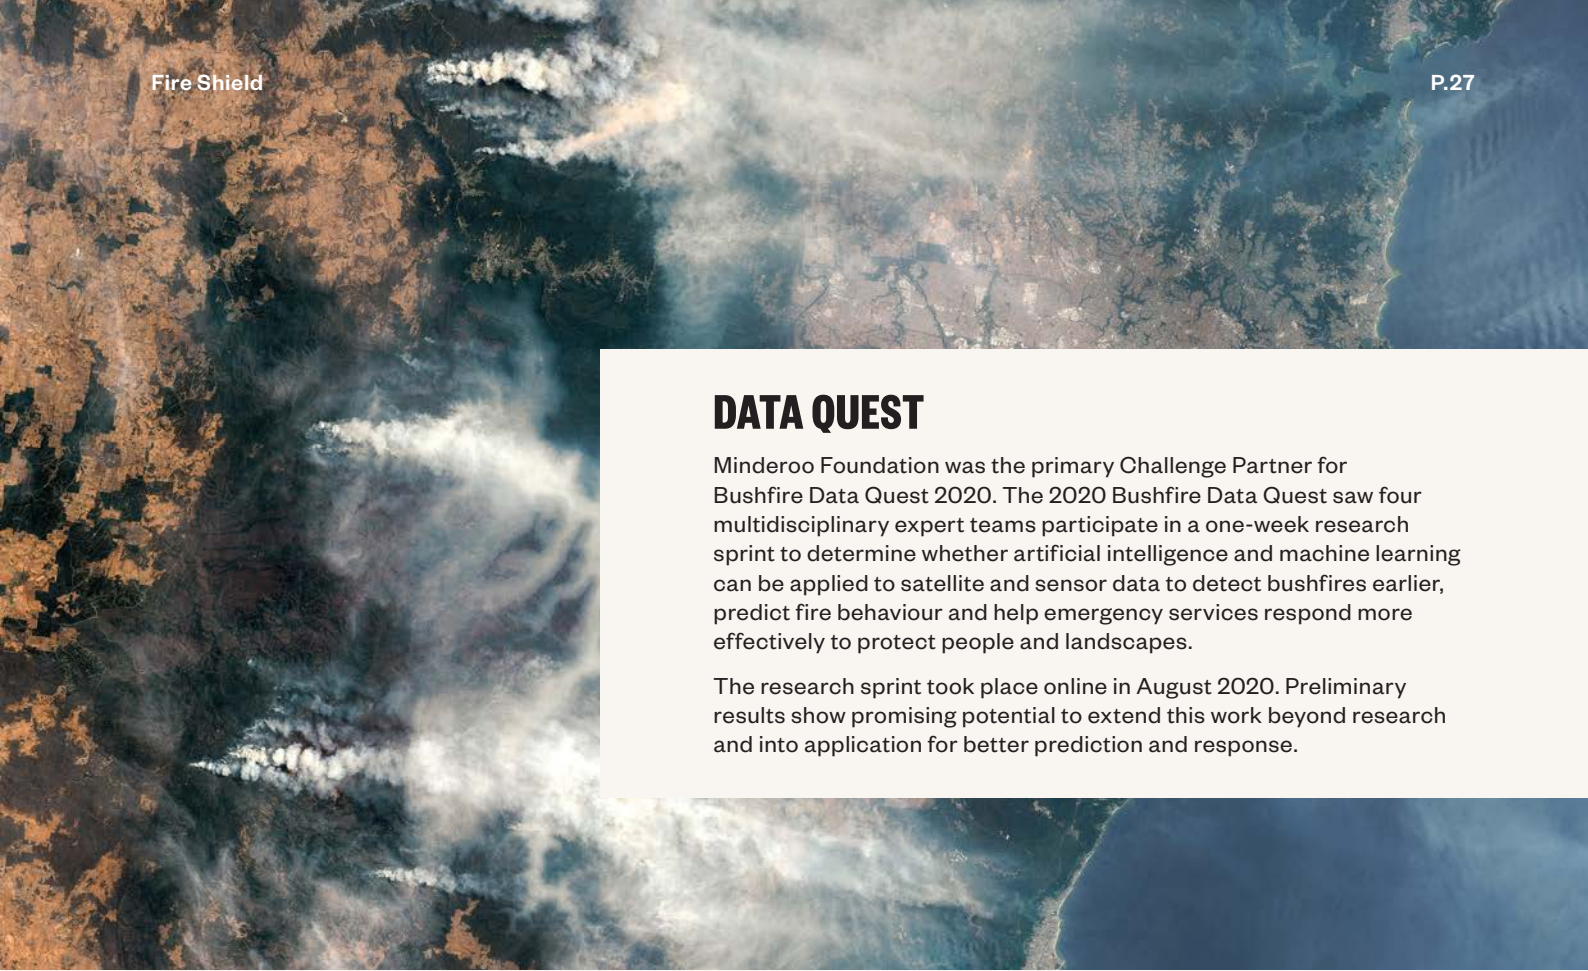 Fire Shield
P.27
DATA QUEST
Minderoo Foundation was the primary Challenge Partner for
Bushfire Data Quest 2020. The 2020 Bushfire Data Quest saw four
multidisciplinary expert teams participate in a one-week research
sprint to determine whether artificial intelligence and machine learning
can be applied to satellite and sensor data to detect bushfires earlier,
predict fire behaviour and help emergency services respond more
effectively to protect people and landscapes.
The research sprint took place online in August 2020. Preliminary
results show promising potential to extend this work beyond research
and into application for better prediction and response.